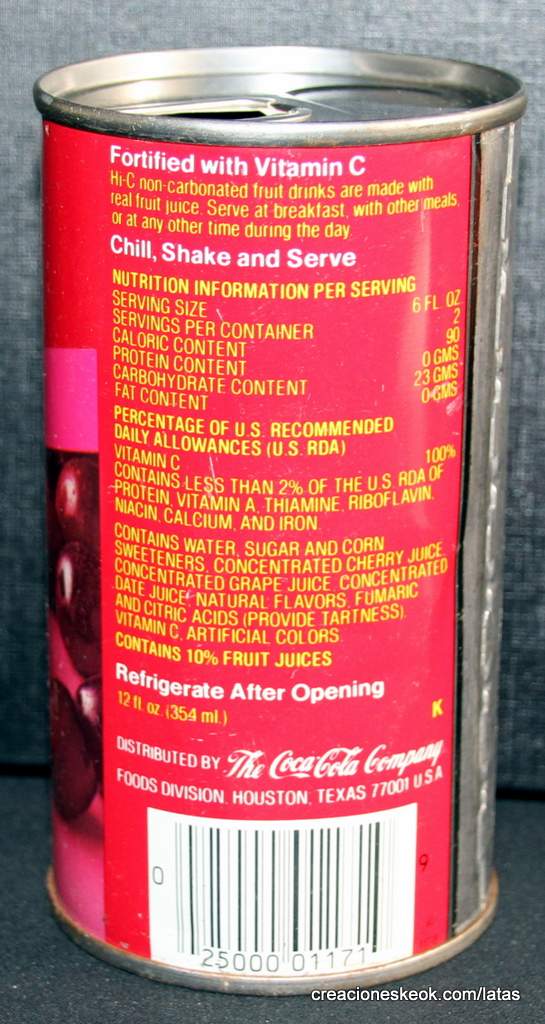 Fortified with Vitamin C
Hi-C non-carbonated fruit drinks are made with
real fruit juice. Serve at breakfast, with other meals,
or at any other time during the day.
Chill, Shake and Serve
NUTRITION INFORMATION PER SERVING
SERVING SIZE 6 FL. OZ
SERVINGS PER CONTAINER 2
CALORIC CONTENT 90
PROTEIN CONTENT 0 GMS
CARBOHYDRATE CONTENT 23 GMS
FAT CONTENT 0 GMS
PERCENTAGE OF U.S. RECOMMENDED
DAILY ALLOWANCES (U.S. RDA)
VITAMIN C 100%
CONTAINS LESS THAN 2% OF THE U.S. RDA OF
PROTEIN, VITAMIN A, THIAMINE, RIBOFLAVIN,
NIACIN, CALCIUM, AND IRON.
CONTAINS WATER, SUGAR AND CORN
SWEETENERS, CONCENTRATED CHERRY JUICE,
CONCENTRATED GRAPE JUICE, CONCENTRATED
DATE JUICE, NATURAL FLAVORS, FUMARIC
AND CITRIC ACIDS (PROVIDE TARTNESS),
VITAMIN C, ARTIFICIAL COLORS.
CONTAINS 10% FRUIT JUICES
Refrigerate After Opening
12 fl. oz. (354 ml.)
K
DISTRIBUTED BY The Coca-Cola Company
FOODS DIVISION, HOUSTON, TEXAS 77001 U.S.A.
0 9
25000 01171
creacioneskeok.com/latas